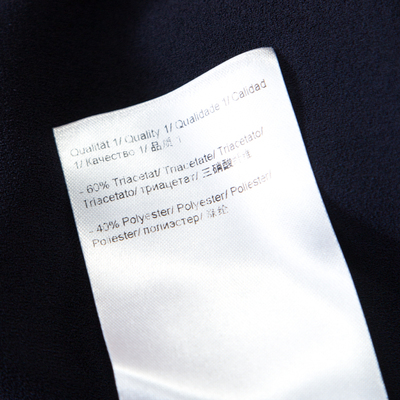 Qualität 1/ Quality 1/ Qualidade 1/ Calidad
1/ Качество 1/ 品质 1
- 60% Triacetat/ Triacetate/ Triacetato/
Triacetato/ триацетат/ 三硝酸
- 40% Polyester/ Polyester/ Poliester/
Poliester/ полиэстер/ 涤纶